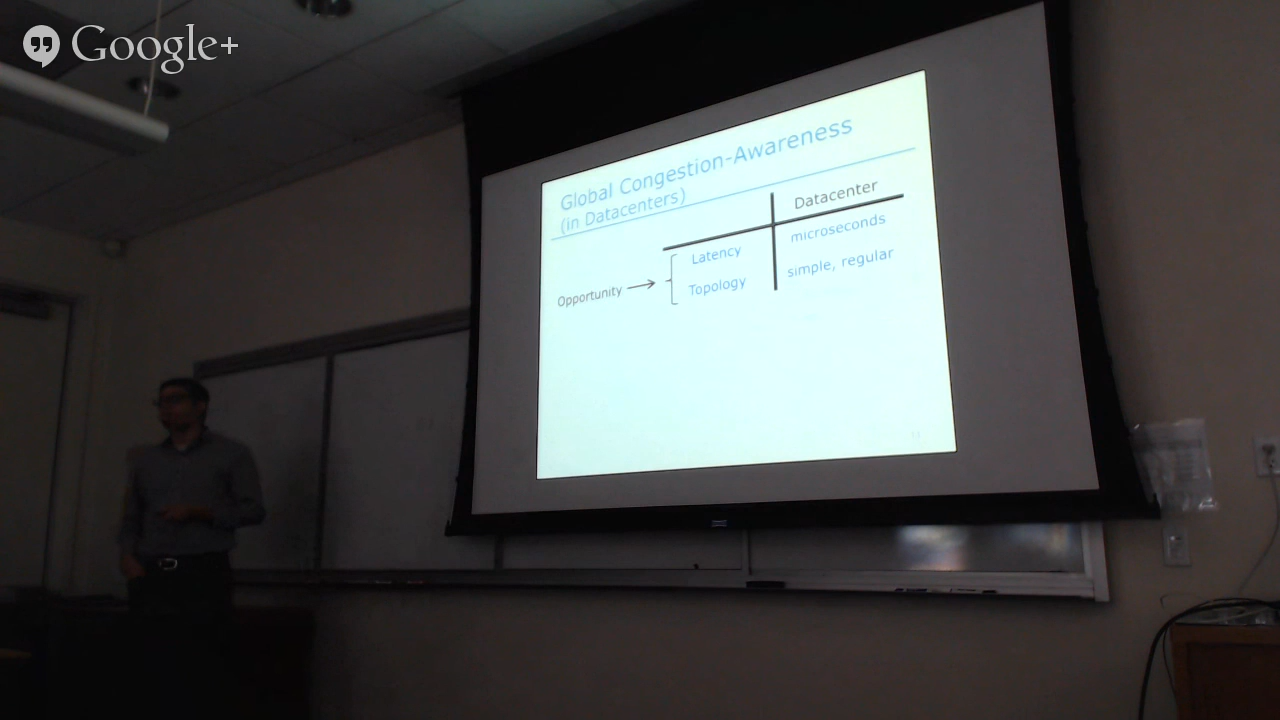 Google+
Global Congestion-Awareness
(in Datacenters)
Datacenter
Latency microseconds
Opportunity
Topology simple, regular